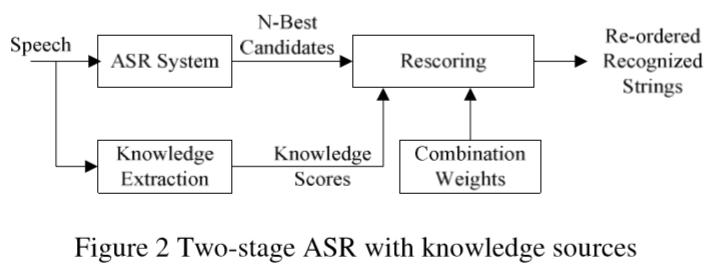 Speech
ASR System
N-Best
Candidates
Rescoring
Re-ordered
Recognized
Strings
Knowledge
Extraction
Knowledge
Scores
Combination
Weights
Figure 2 Two-stage ASR with knowledge sources